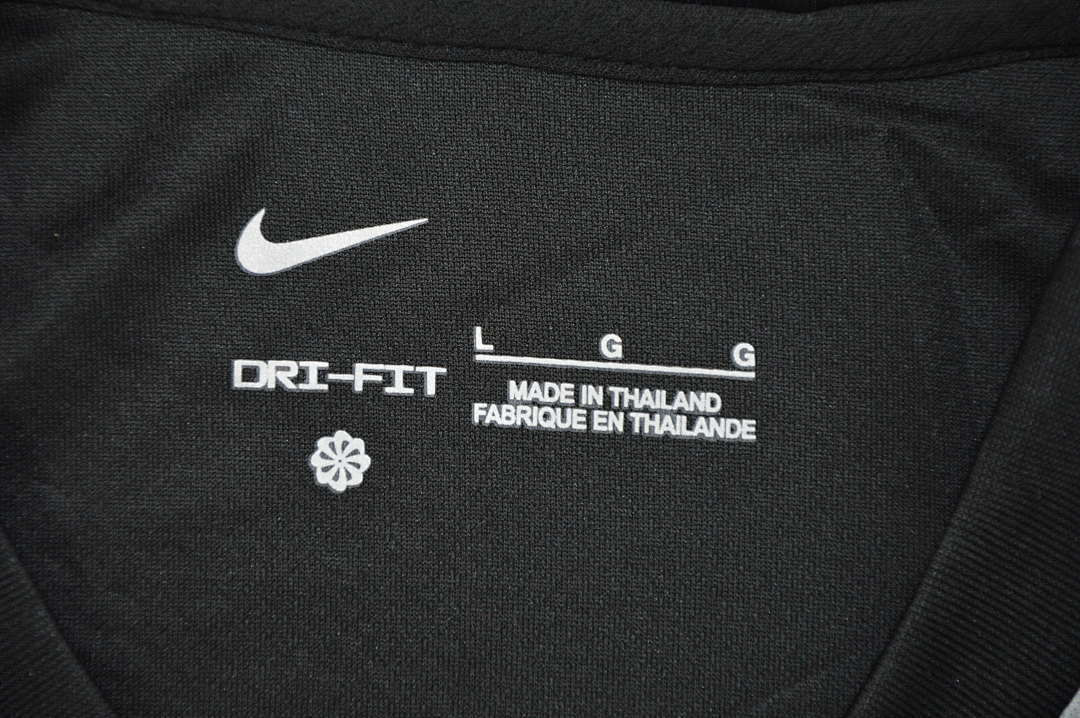 DRI-FIT
L G G
MADE IN THAILAND
FABRIQUE EN THAILANDE